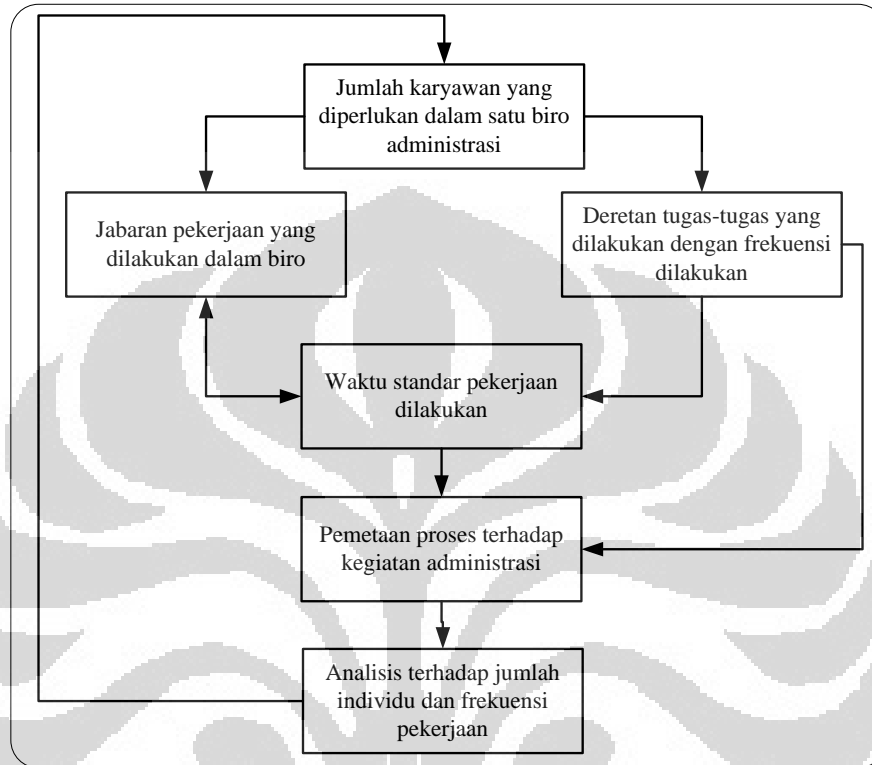 Jumlah karyawan yang
diperlukan dalam satu biro
administrasi
Jabaran pekerjaan yang
dilakukan dalam biro
Deretan tugas-tugas yang
dilakukan dengan frekuensi
dilakukan
Waktu standar pekerjaan
dilakukan
Pemetaan proses terhadap
kegiatan administrasi
Analisis terhadap jumlah
individu dan frekuensi
pekerjaan